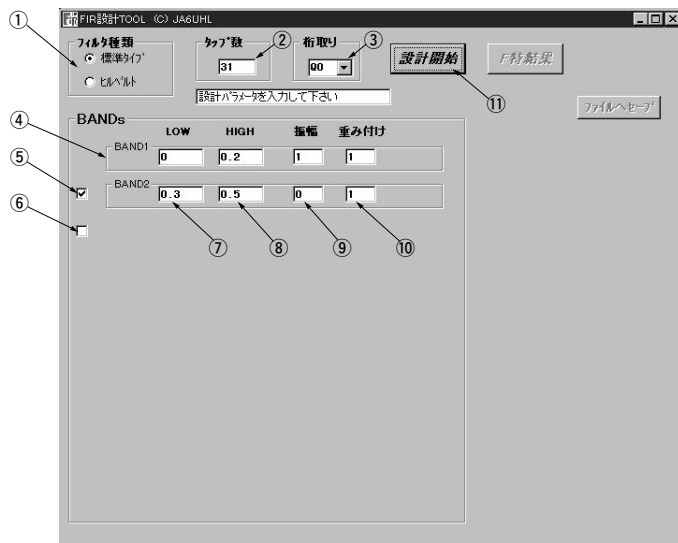 FIR設計TOOL (C) JA6UHL
①
フィルタ種類
標準タイプ
ヒルベルト
タップ数
②
31
桁取り
③
Q0
設計開始
⑪
F特結果
設計パラメータを入力して下さい
ファイルへセーブ
BANDs
LOW HIGH 振幅 重み付け
④
BAND1
0 0.2 1 1
⑤
BAND2
0.3 0.5 0 1
⑥
⑦ ⑧ ⑨ ⑩